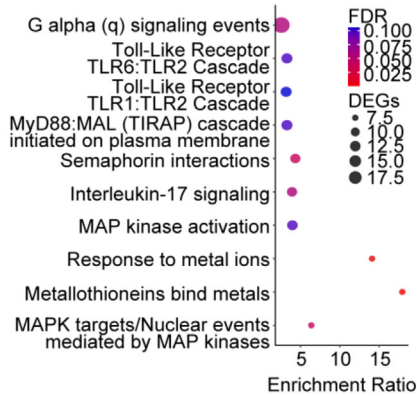 G alpha (q) signaling events
Toll-Like Receptor
TLR6:TLR2 Cascade
Toll-Like Receptor
TLR1:TLR2 Cascade
MyD88:MAL (TIRAP) cascade
initiated on plasma membrane
Semaphorin interactions
Interleukin-17 signaling
MAP kinase activation
Response to metal ions
Metallothioneins bind metals
MAPK targets/Nuclear events
mediated by MAP kinases
5 10 15
Enrichment Ratio
FDR
0.100
0.075
0.050
0.025
DEGs
7.5
10.0
12.5
15.0
17.5